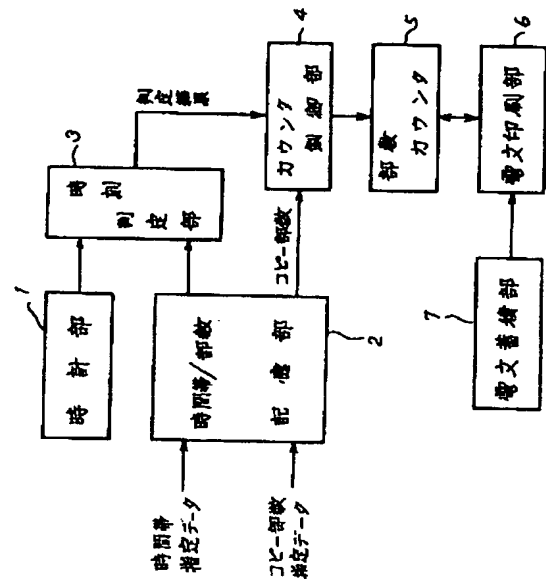 1
時計部
3
時刻
判定部
判定結果
4
カウンタ
制御部
5
部数
カウンタ
6
電文印刷部
7
電文蓄積部
コピー部数
2
時間帯/部数
記憶部
時間帯
指定データ
コピー部数
指定データ